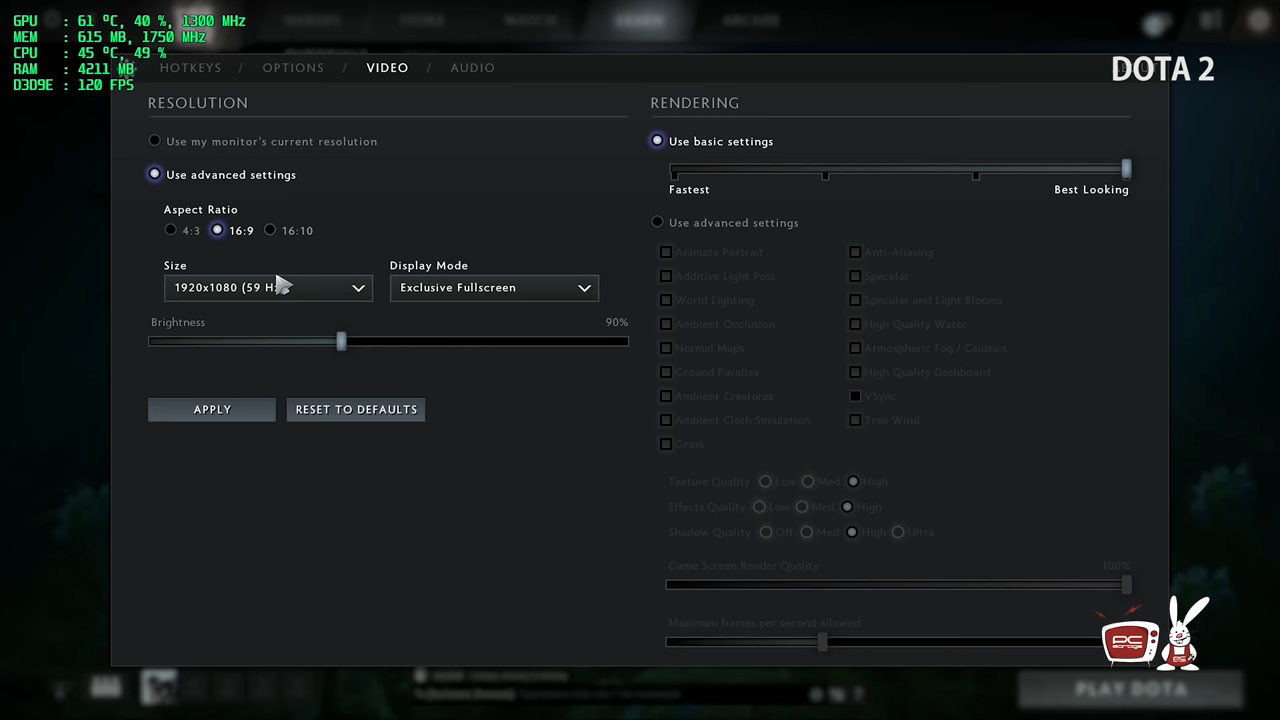 GPU : 61 ºC, 40 %, 1300 MHz
MEM : 615 MB, 1750 MHz
CPU : 45 ºC, 49 %
RAM : 4211 MB
D3D9E : 120 FPS
LEARN
ARCADE
HOTKEYS / OPTIONS / VIDEO / AUDIO
DOTA 2
RESOLUTION
Use my monitor's current resolution
Use advanced settings
Aspect Ratio
4:3 16:9 16:10
Size
Display Mode
1920x1080 (59 H
Exclusive Fullscreen
Brightness
90%
APPLY
RESET TO DEFAULTS
RENDERING
Use basic settings
Fastest
Best Looking
Use advanced settings
Animate Portrait
Anti-Aliasing
Additive Light Pass
Specular
World Lighting
Specular and Light Blooms
Ambient Occlusion
High Quality Water
Normal Maps
Atmospheric Fog / Caustics
Ground Parallax
High Quality Dashboard
Ambient Creatures
VSync
Ambient Cloth Simulation
Tree Wind
Grass
Texture Quality Low Med High
Effects Quality Low Med High
Shadow Quality Off Med High Ultra
Game Screen Render Quality
100%
Maximum frames per second allowed
PC
garage
PLAY DOTA